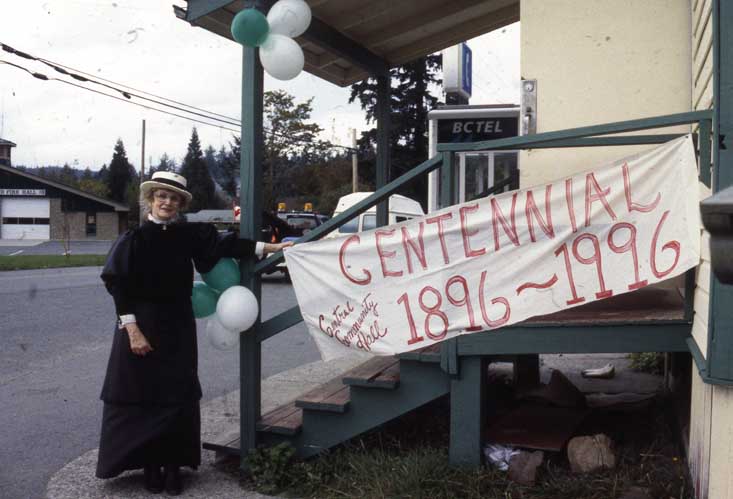 BCTEL
CENTENNIAL
1896~1996
Central
Community
Hall
FIRE HALL